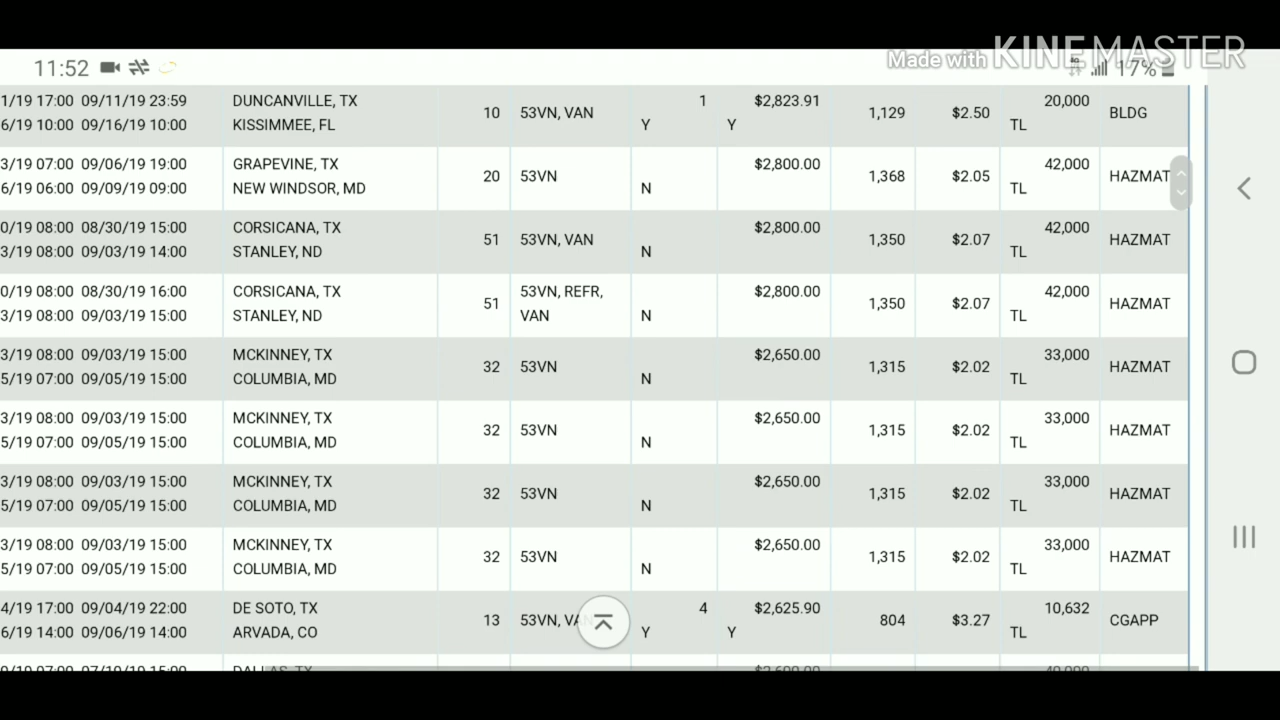 Made with KINEMASTER
11:52 17%
1/19 17:00 09/11/19 23:59 DUNCANVILLE, TX 1 $2,823.91 20,000
10 53VN, VAN 1,129 $2.50 BLDG
6/19 10:00 09/16/19 10:00 KISSIMMEE, FL Y Y TL
3/19 07:00 09/06/19 19:00 GRAPEVINE, TX $2,800.00 42,000
20 53VN 1,368 $2.05 HAZMAT
6/19 06:00 09/09/19 09:00 NEW WINDSOR, MD N TL
0/19 08:00 08/30/19 15:00 CORSICANA, TX $2,800.00 42,000
51 53VN, VAN 1,350 $2.07 HAZMAT
3/19 08:00 09/03/19 14:00 STANLEY, ND N TL
0/19 08:00 08/30/19 16:00 CORSICANA, TX 53VN, REFR, $2,800.00 42,000
51 1,350 $2.07 HAZMAT
3/19 08:00 09/03/19 15:00 STANLEY, ND VAN N TL
3/19 08:00 09/03/19 15:00 MCKINNEY, TX $2,650.00 33,000
32 53VN 1,315 $2.02 HAZMAT
5/19 07:00 09/05/19 15:00 COLUMBIA, MD N TL
3/19 08:00 09/03/19 15:00 MCKINNEY, TX $2,650.00 33,000
32 53VN 1,315 $2.02 HAZMAT
5/19 07:00 09/05/19 15:00 COLUMBIA, MD N TL
3/19 08:00 09/03/19 15:00 MCKINNEY, TX $2,650.00 33,000
32 53VN 1,315 $2.02 HAZMAT
5/19 07:00 09/05/19 15:00 COLUMBIA, MD N TL
3/19 08:00 09/03/19 15:00 MCKINNEY, TX $2,650.00 33,000
32 53VN 1,315 $2.02 HAZMAT
5/19 07:00 09/05/19 15:00 COLUMBIA, MD N TL
4/19 17:00 09/04/19 22:00 DE SOTO, TX 4 $2,625.90 10,632
13 53VN, VAN 804 $3.27 CGAPP
6/19 14:00 09/06/19 14:00 ARVADA, CO Y Y TL